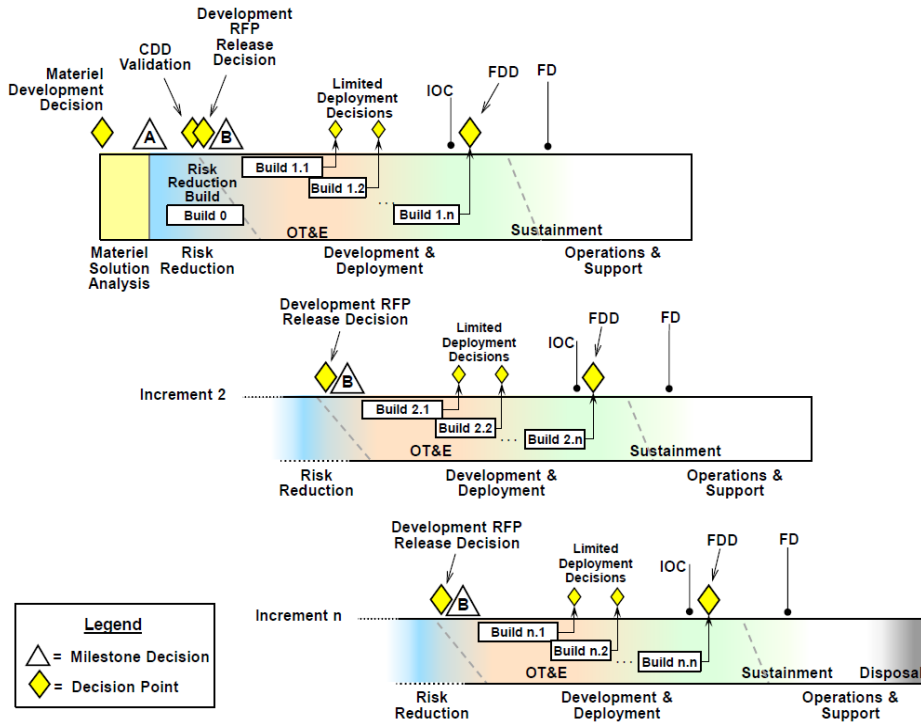 Development
RFP
Release
Decision
CDD
Validation
Materiel
Development
Decision
Limited
Deployment
Decisions
IOC
FDD
FD
A
B
Build 1.1
Risk
Reduction
Build
Build 1.2
Build 0
...
Build 1.n
OT&E
Sustainment
Materiel
Solution
Analysis
Risk
Reduction
Development &
Deployment
Operations &
Support
Development RFP
Release Decision
Limited
Deployment
Decisions
IOC
FDD
FD
B
Increment 2
Build 2.1
Build 2.2
...
Build 2.n
OT&E
Sustainment
Risk
Reduction
Development &
Deployment
Operations &
Support
Development RFP
Release Decision
Limited
Deployment
Decisions
IOC
FDD
FD
B
Increment n
Build n.1
Build n.2
...
Build n.n
OT&E
Sustainment
Disposal
Risk
Reduction
Development &
Deployment
Operations &
Support
Legend
= Milestone Decision
= Decision Point